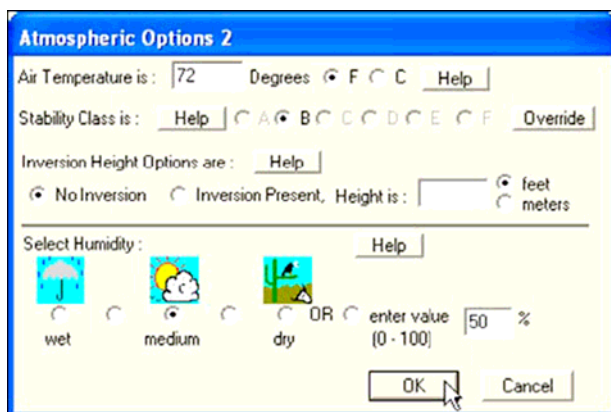 Atmospheric Options 2
Air Temperature is : 72 Degrees F C Help
Stability Class is : Help A B C D E F Override
Inversion Height Options are : Help
No Inversion Inversion Present, Height is : feet
meters
Select Humidity : Help
OR enter value 50 %
wet medium dry (0 - 100)
OK Cancel